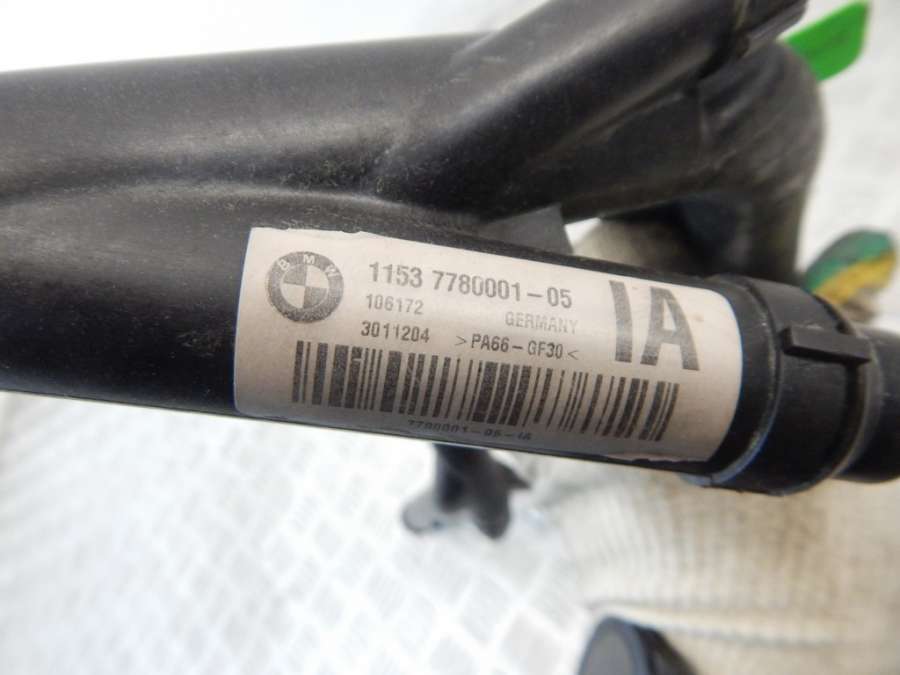 BMW
1153 7780001-05
IA
106172 GERMANY
3011204 >PA66-GF30<
7780001-05-IA